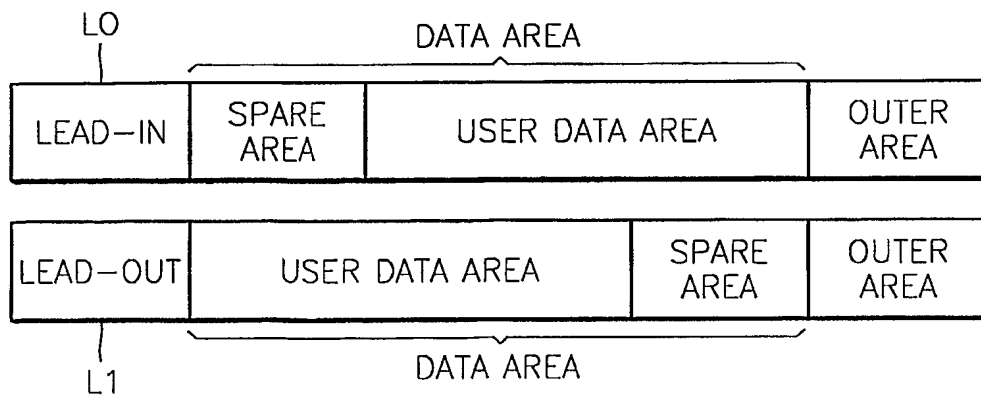 L0
DATA AREA
LEAD-IN
SPARE
AREA
USER DATA AREA
OUTER
AREA
LEAD-OUT
USER DATA AREA
SPARE
AREA
OUTER
AREA
L1
DATA AREA